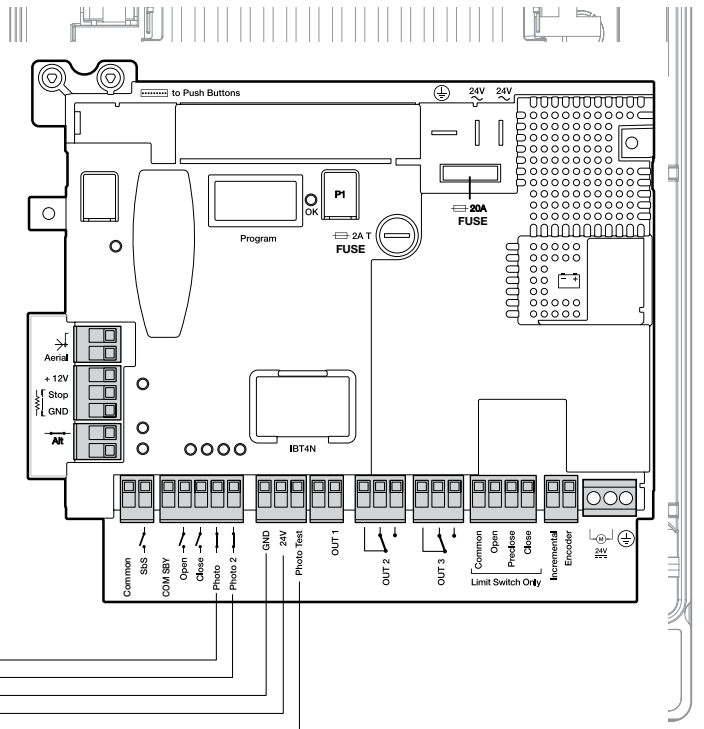 to Push Buttons
24V 24V
P1
OK
Program
2A T
FUSE
20A
FUSE
- +
Aerial
+ 12V
Stop
GND
Alt
IBT4N
Common
SbS
COM SBY
Open
Close
Photo
Photo 2
GND
24V
Photo Test
OUT 1
OUT 2
OUT 3
Common
Open
Preclose
Close
Limit Switch Only
Incremental
Encoder
M
24V